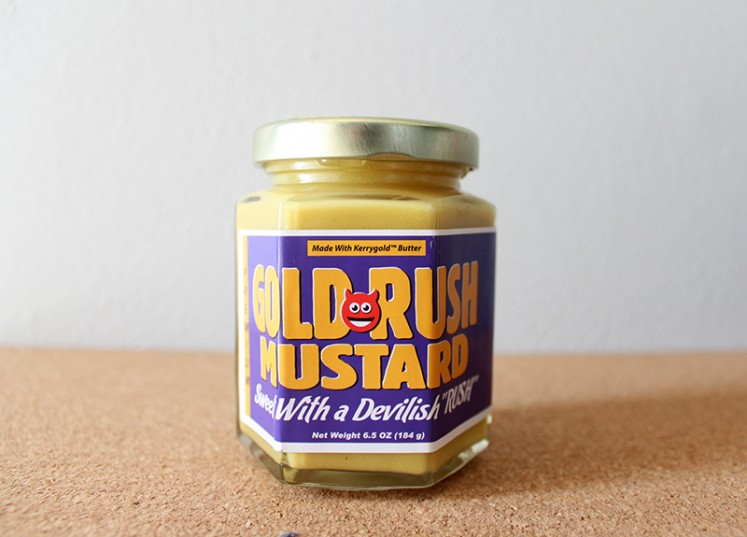 Made With Kerrygold™ Butter
GOLD RUSH
MUSTARD
Sweet With a Devilish "RUSH"
Net Weight 6.5 OZ (184 g)